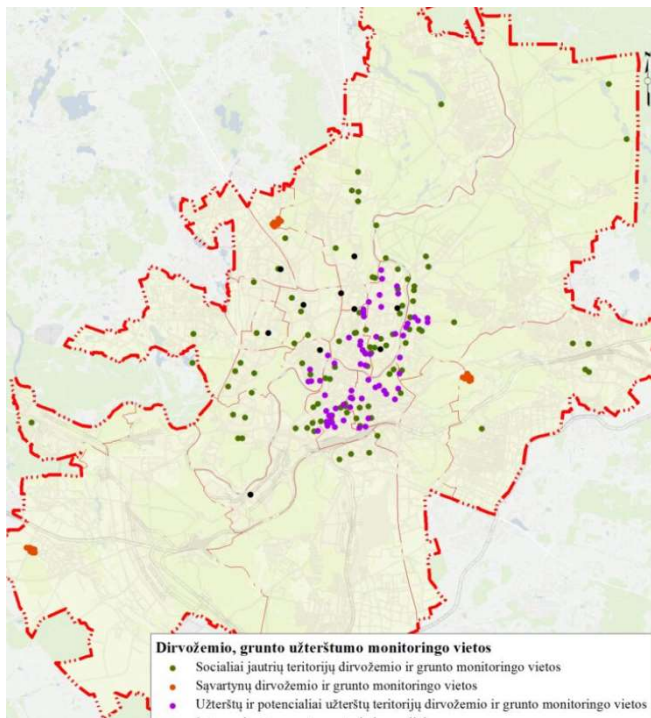 Dirvožemio, grunto užterštumo monitoringo vietos
Socialiai jautrių teritorijų dirvožemio ir grunto monitoringo vietos
Sąvartynų dirvožemio ir grunto monitoringo vietos
Užterštų ir potencialiai užterštų teritorijų dirvožemio ir grunto monitoringo vietos